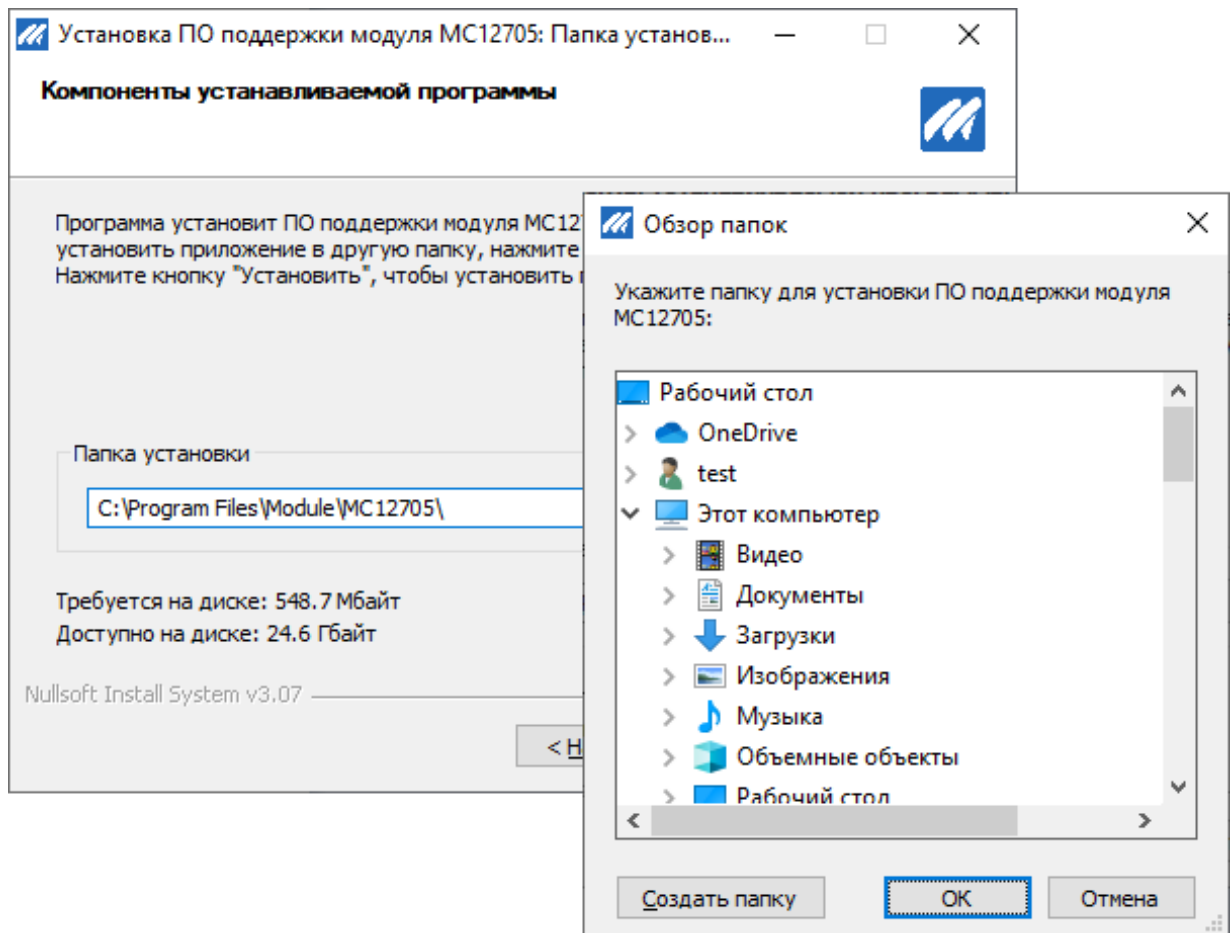 Установка ПО поддержки модуля МС12705: Папка установ...
Компоненты устанавливаемой программы
Программа установит ПО поддержки модуля МС12
установить приложение в другую папку, нажмите
Нажмите кнопку "Установить", чтобы установить
Папка установки
C:\Program Files\Module\MC12705\
Требуется на диске: 548.7 Мбайт
Доступно на диске: 24.6 Гбайт
Nullsoft Install System v3.07
< Н
Обзор папок
Укажите папку для установки ПО поддержки модуля
МС12705:
Рабочий стол
OneDrive
test
Этот компьютер
Видео
Документы
Загрузки
Изображения
Музыка
Объемные объекты
Рабочий стол
Создать папку
ОК
Отмена